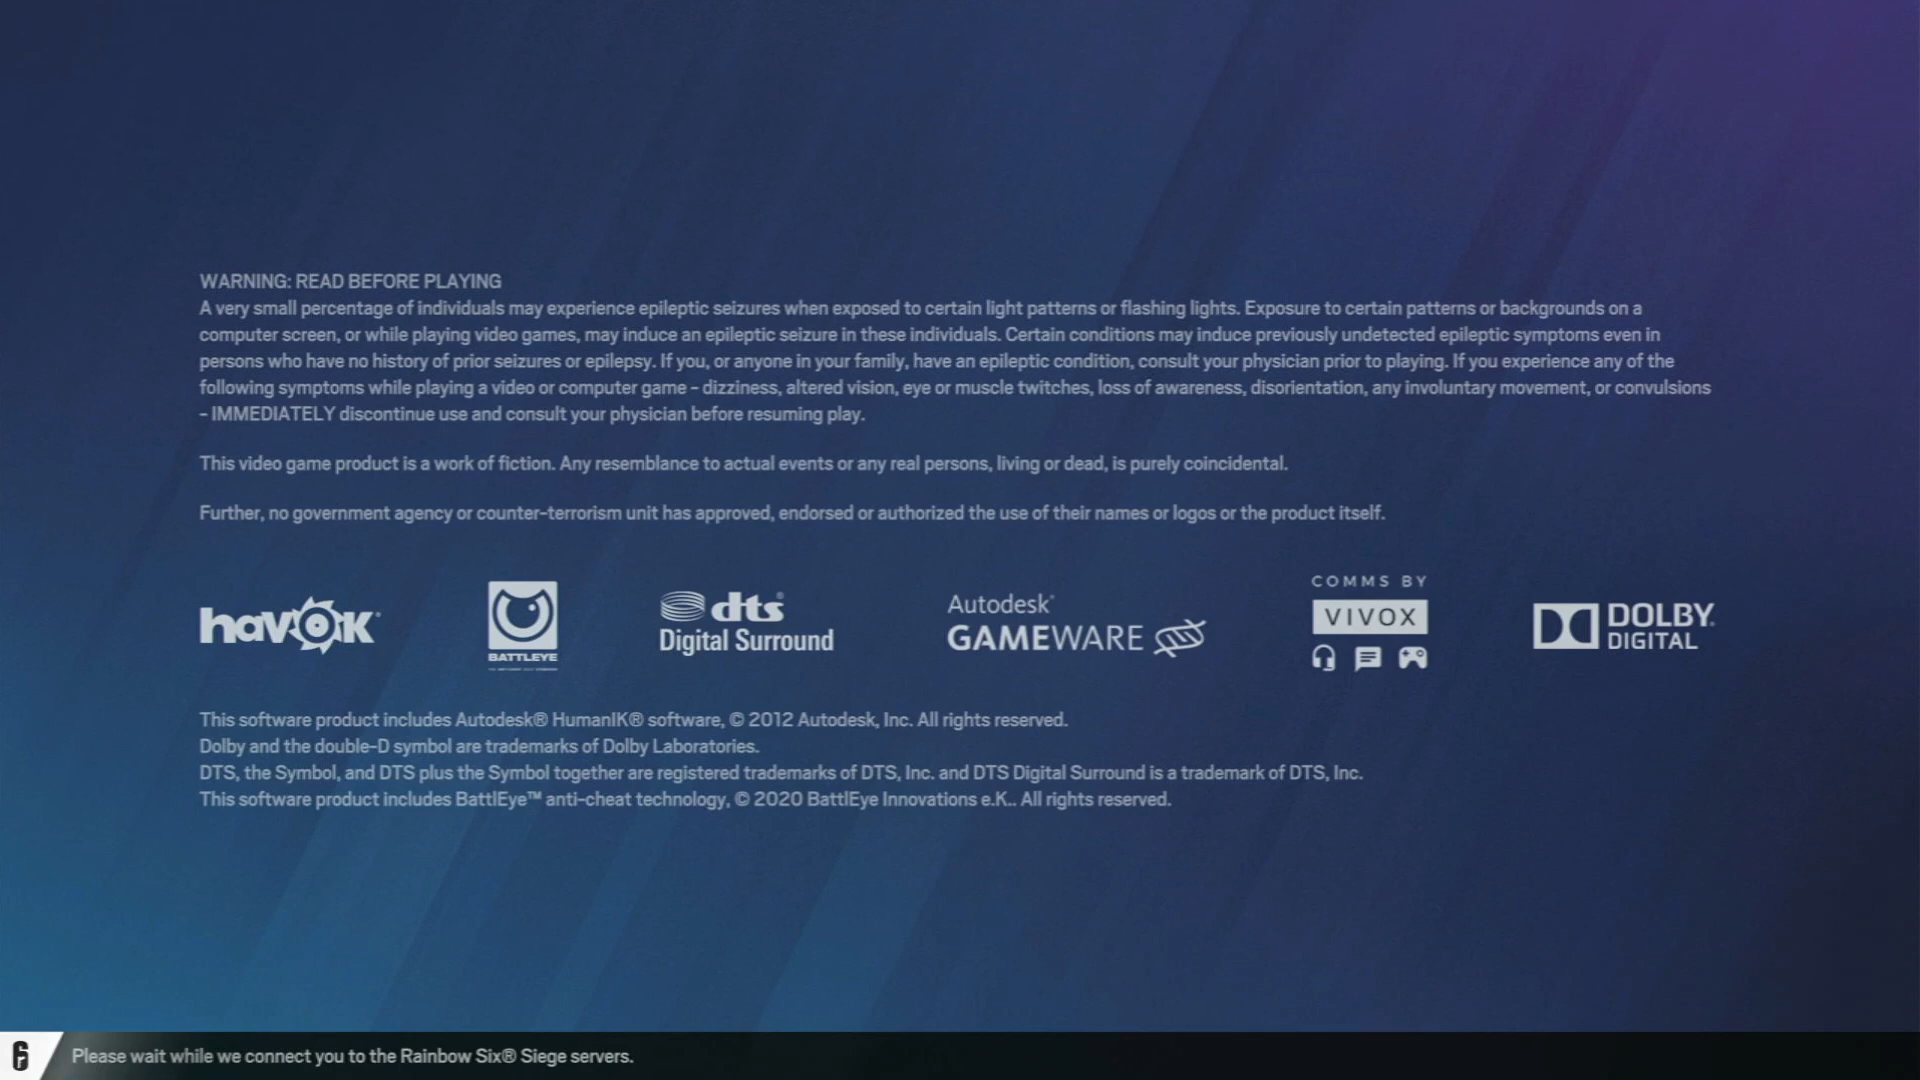 WARNING: READ BEFORE PLAYING
A very small percentage of individuals may experience epileptic seizures when exposed to certain light patterns or flashing lights. Exposure to certain patterns or backgrounds on a
computer screen, or while playing video games, may induce an epileptic seizure in these individuals. Certain conditions may induce previously undetected epileptic symptoms even in
persons who have no history of prior seizures or epilepsy. If you, or anyone in your family, have an epileptic condition, consult your physician prior to playing. If you experience any of the
following symptoms while playing a video or computer game - dizziness, altered vision, eye or muscle twitches, loss of awareness, disorientation, any involuntary movement, or convulsions
- IMMEDIATELY discontinue use and consult your physician before resuming play.
This video game product is a work of fiction. Any resemblance to actual events or any real persons, living or dead, is purely coincidental.
Further, no government agency or counter-terrorism unit has approved, endorsed or authorized the use of their names or logos or the product itself.
havok
BATTLEYE
dts
Digital Surround
Autodesk®
GAMEWARE
COMMS BY
VIVOX
DOLBY®
DIGITAL
This software product includes Autodesk® HumanIK® software, © 2012 Autodesk, Inc. All rights reserved.
Dolby and the double-D symbol are trademarks of Dolby Laboratories.
DTS, the Symbol, and DTS plus the Symbol together are registered trademarks of DTS, Inc. and DTS Digital Surround is a trademark of DTS, Inc.
This software product includes BattlEye™ anti-cheat technology, © 2020 BattlEye Innovations e.K.. All rights reserved.
6 Please wait while we connect you to the Rainbow Six® Siege servers.